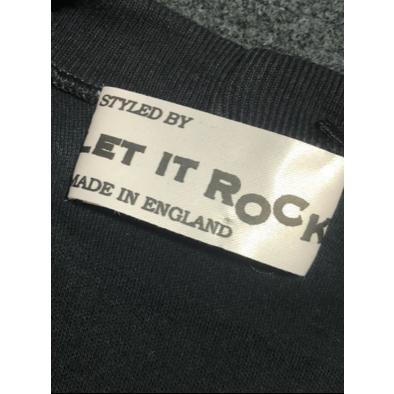 STYLED BY
LET IT ROCK
MADE IN ENGLAND